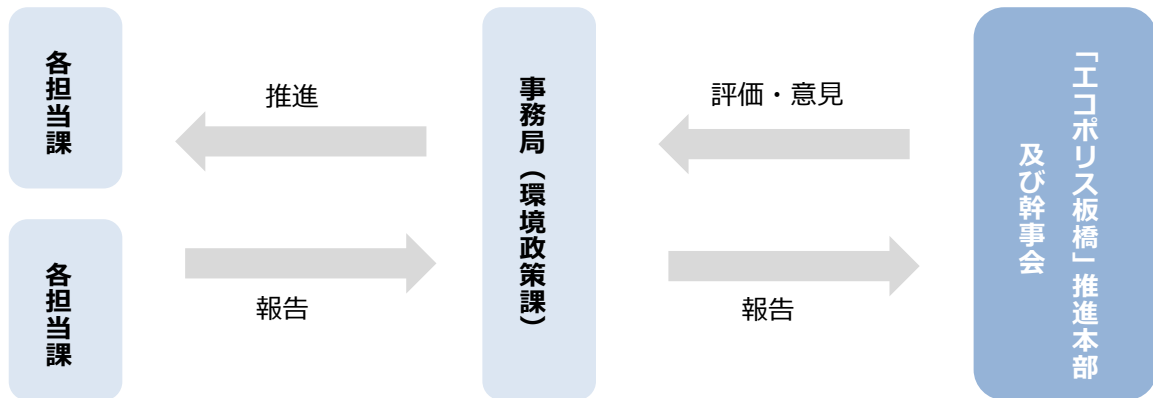 各担当課
各担当課
推進
報告
事務局（環境政策課）
評価・意見
報告
「エコポリス板橋」推進本部
及び幹事会